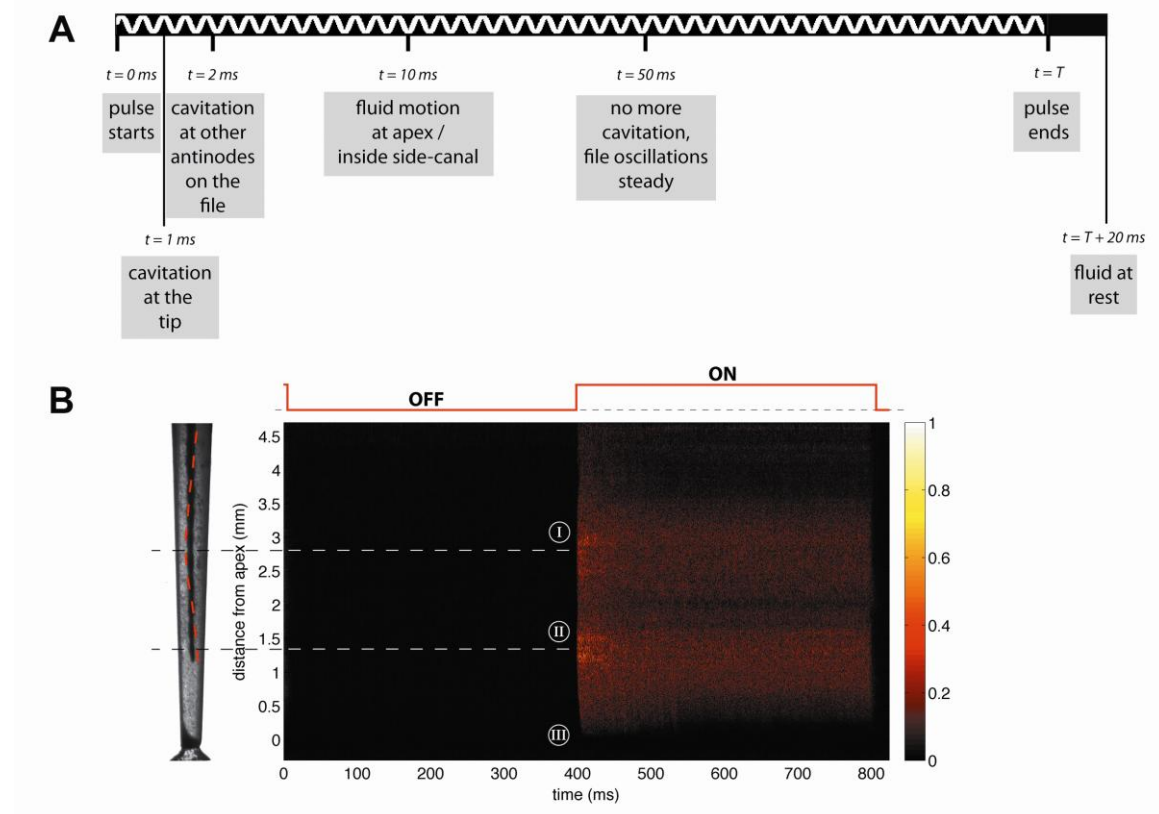 A
t = 0 ms
t = 2 ms
t = 10 ms
t = 50 ms
t = T
pulse
starts
cavitation
at other
antinodes
on the
file
fluid motion
at apex /
inside side-canal
no more
cavitation,
file oscillations
steady
pulse
ends
t = 1 ms
cavitation
at the
tip
t = T + 20 ms
fluid at
rest
B
OFF
ON
distance from apex (mm)
4.5
4
3.5
3
2.5
2
1.5
1
0.5
0
I
II
III
0
100
200
300
400
500
600
700
800
time (ms)
1
0.8
0.6
0.4
0.2
0